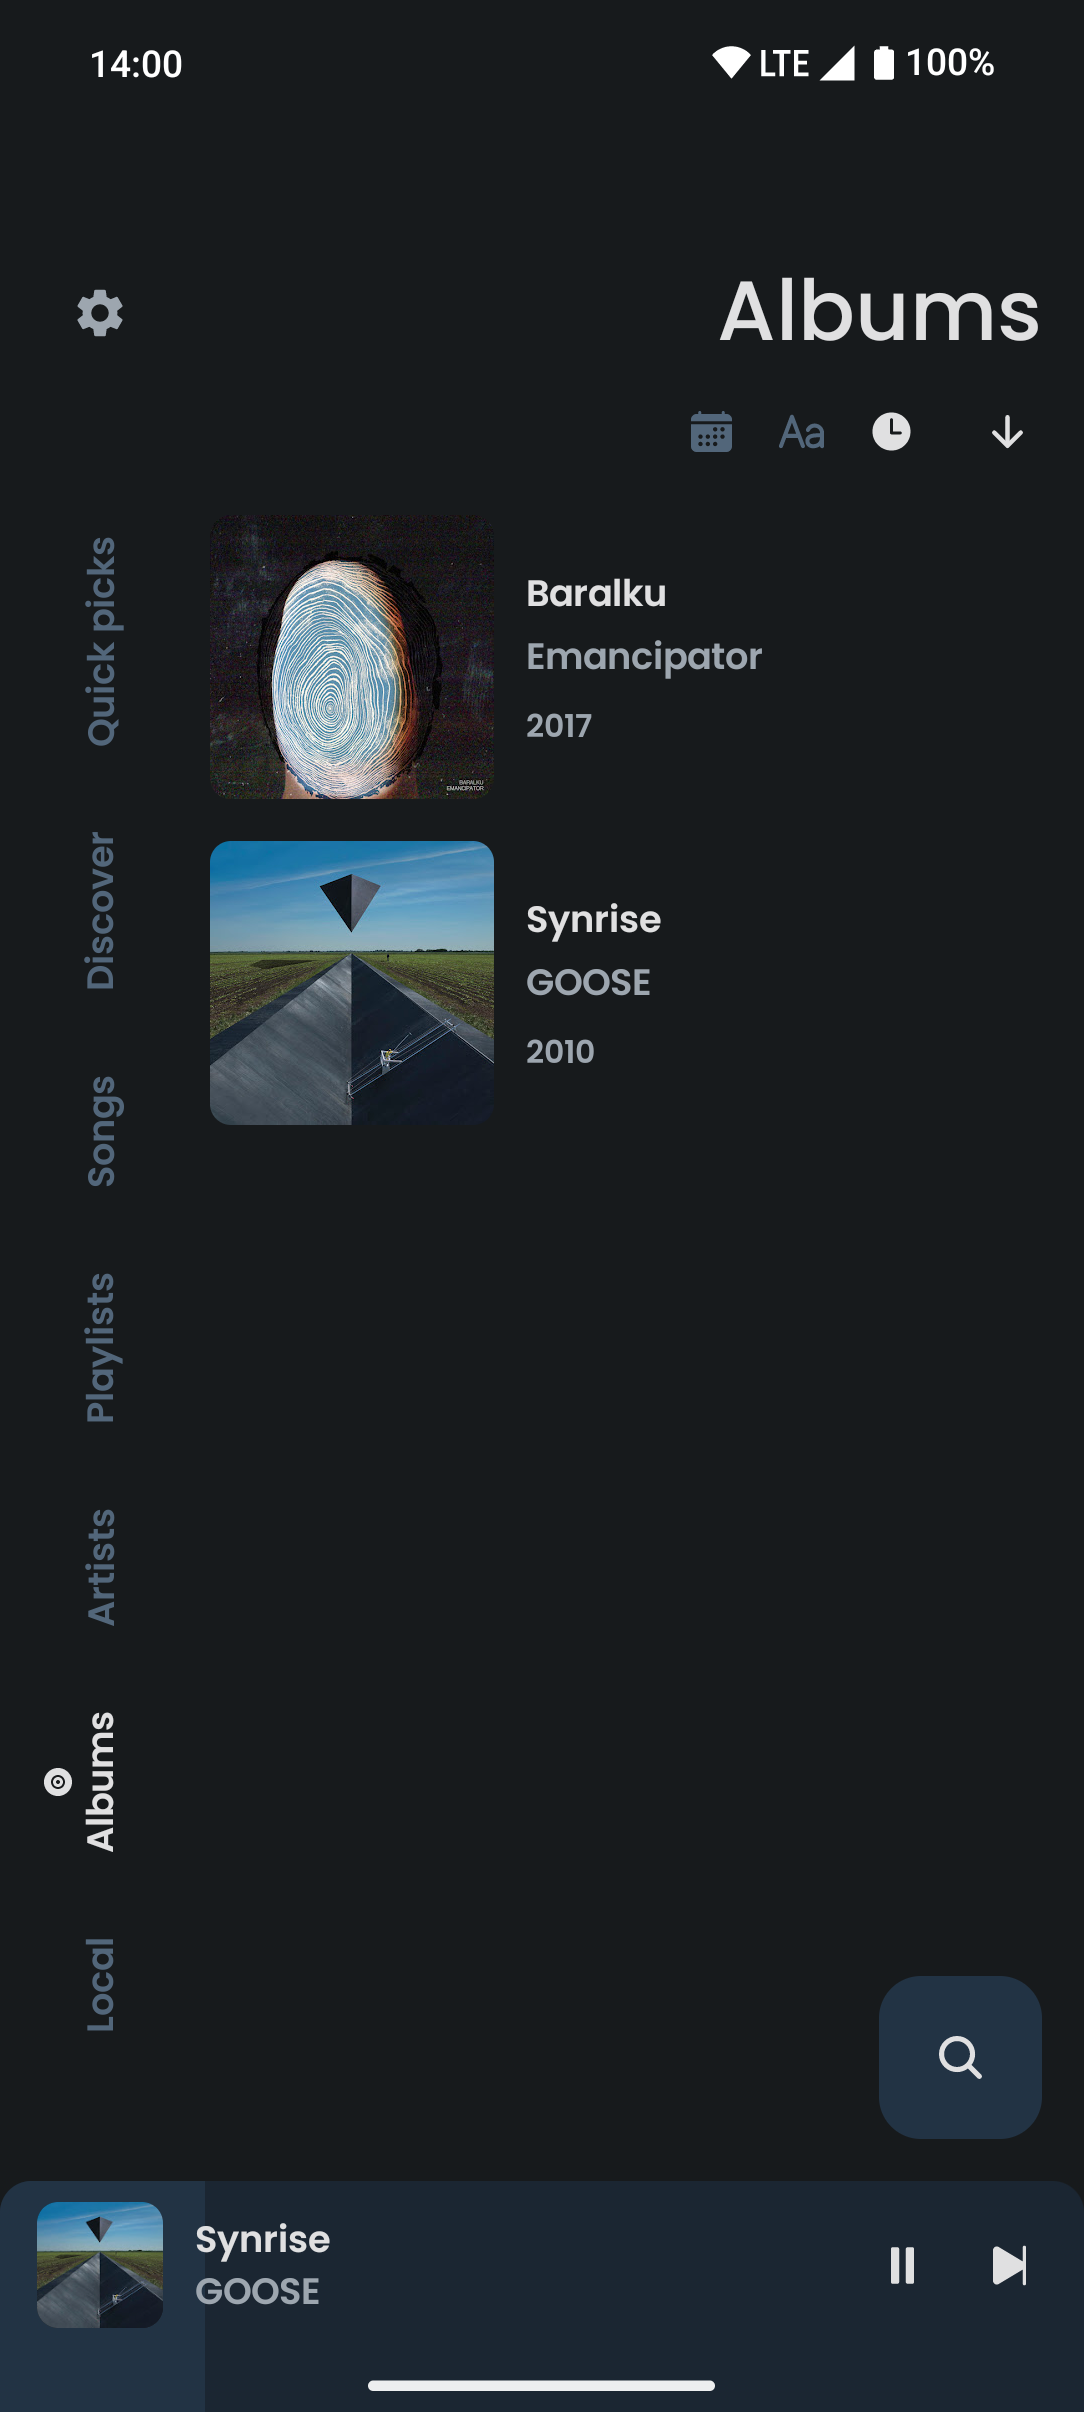 14:00
LTE 100%
Albums
Aa
Quick picks
Discover
Songs
Playlists
Artists
Albums
Local
Baralku
Emancipator
2017
BARALKU
EMANCIPATOR
Synrise
GOOSE
2010
Synrise
GOOSE